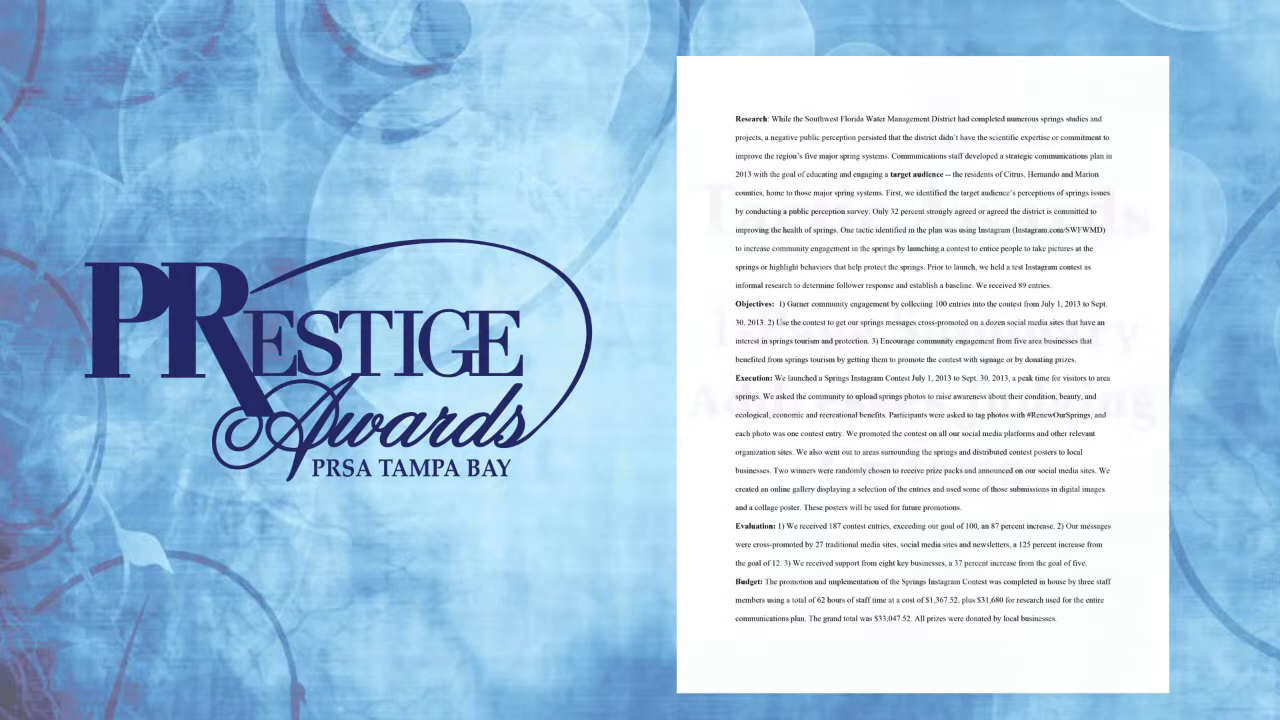 PRESTIGE
Awards
PRSA TAMPA BAY
Research: While the Southwest Florida Water Management District had completed numerous springs studies and
projects, a negative public perception persisted that the district didn't have the scientific expertise or commitment to
improve the region's five major spring systems. Communications staff developed a strategic communications plan in
2013 with the goal of educating and engaging a target audience -- the residents of Citrus, Hernando and Marion
counties, home to those major spring systems. First, we identified the target audience's perceptions of springs issues
by conducting a public perception survey. Only 32 percent strongly agreed or agreed the district is committed to
improving the health of springs. One tactic identified in the plan was using Instagram (Instagram.com/SWFWMD)
to increase community engagement in the springs by launching a contest to entice people to take pictures at the
springs or highlight behaviors that help protect the springs. Prior to launch, we held a test Instagram contest as
informal research to determine follower response and establish a baseline. We received 89 entries.
Objectives: 1) Garner community engagement by collecting 100 entries into the contest from July 1, 2013 to Sept.
30, 2013. 2) Use the contest to get our springs messages cross-promoted on a dozen social media sites that have an
interest in springs tourism and protection. 3) Encourage community engagement from five area businesses that
benefited from springs tourism by getting them to promote the contest with signage or by donating prizes.
Execution: We launched a Springs Instagram Contest July 1, 2013 to Sept. 30, 2013, a peak time for visitors to area
springs. We asked the community to upload springs photos to raise awareness about their condition, beauty, and
ecological, economic and recreational benefits. Participants were asked to tag photos with #RenewOurSprings, and
each photo was one contest entry. We promoted the contest on all our social media platforms and other relevant
organization sites. We also went out to areas surrounding the springs and distributed contest posters to local
businesses. Two winners were randomly chosen to receive prize packs and announced on our social media sites. We
created an online gallery displaying a selection of the entries and used some of those submissions in digital images
and a collage poster. These posters will be used for future promotions.
Evaluation: 1) We received 187 contest entries, exceeding our goal of 100, an 87 percent increase. 2) Our messages
were cross-promoted by 27 traditional media sites, social media sites and newsletters, a 125 percent increase from
the goal of 12. 3) We received support from eight key businesses, a 37 percent increase from the goal of five.
Budget: The promotion and implementation of the Springs Instagram Contest was completed in house by three staff
members using a total of 62 hours of staff time at a cost of $1,367.52, plus $31,680 for research used for the entire
communications plan. The grand total was $33,047.52. All prizes were donated by local businesses.